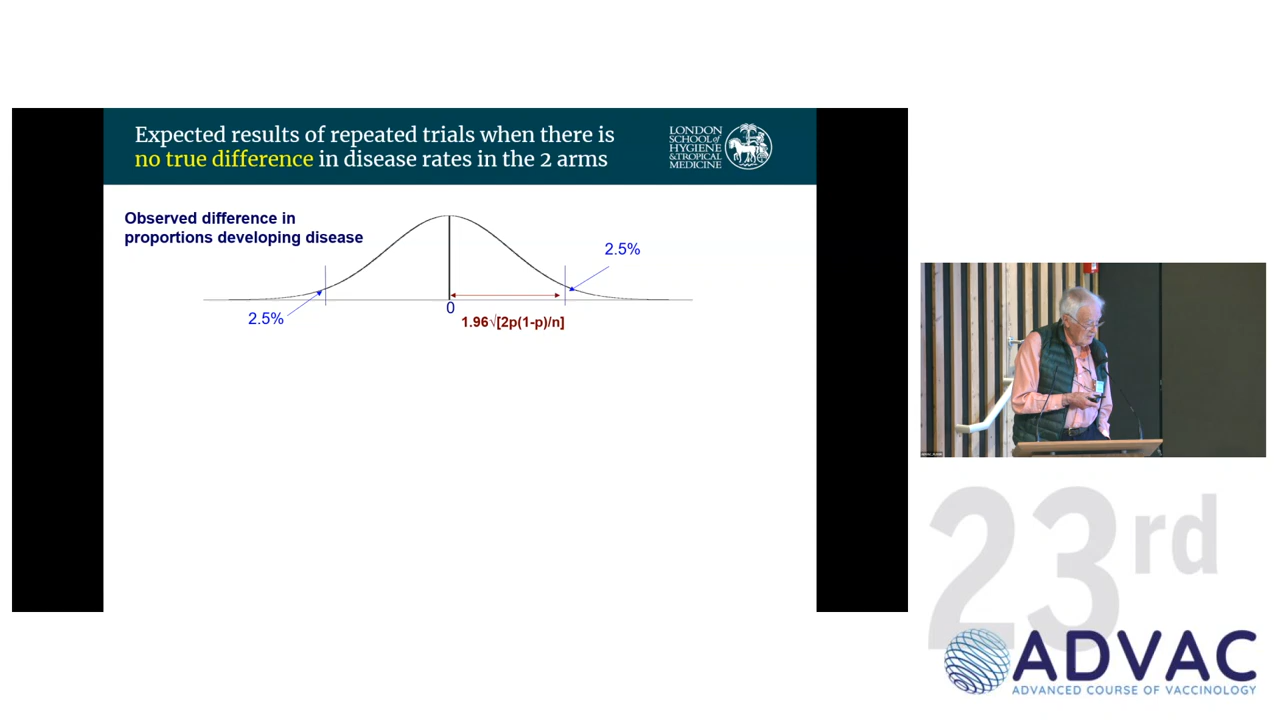 Expected results of repeated trials when there is
no true difference in disease rates in the 2 arms
LONDON
SCHOOL of
HYGIENE
& TROPICAL
MEDICINE
Observed difference in
proportions developing disease
2.5%
2.5%
0
1.96√[2p(1-p)/n]
23rd
ADVAC
ADVANCED COURSE OF VACCINOLOGY